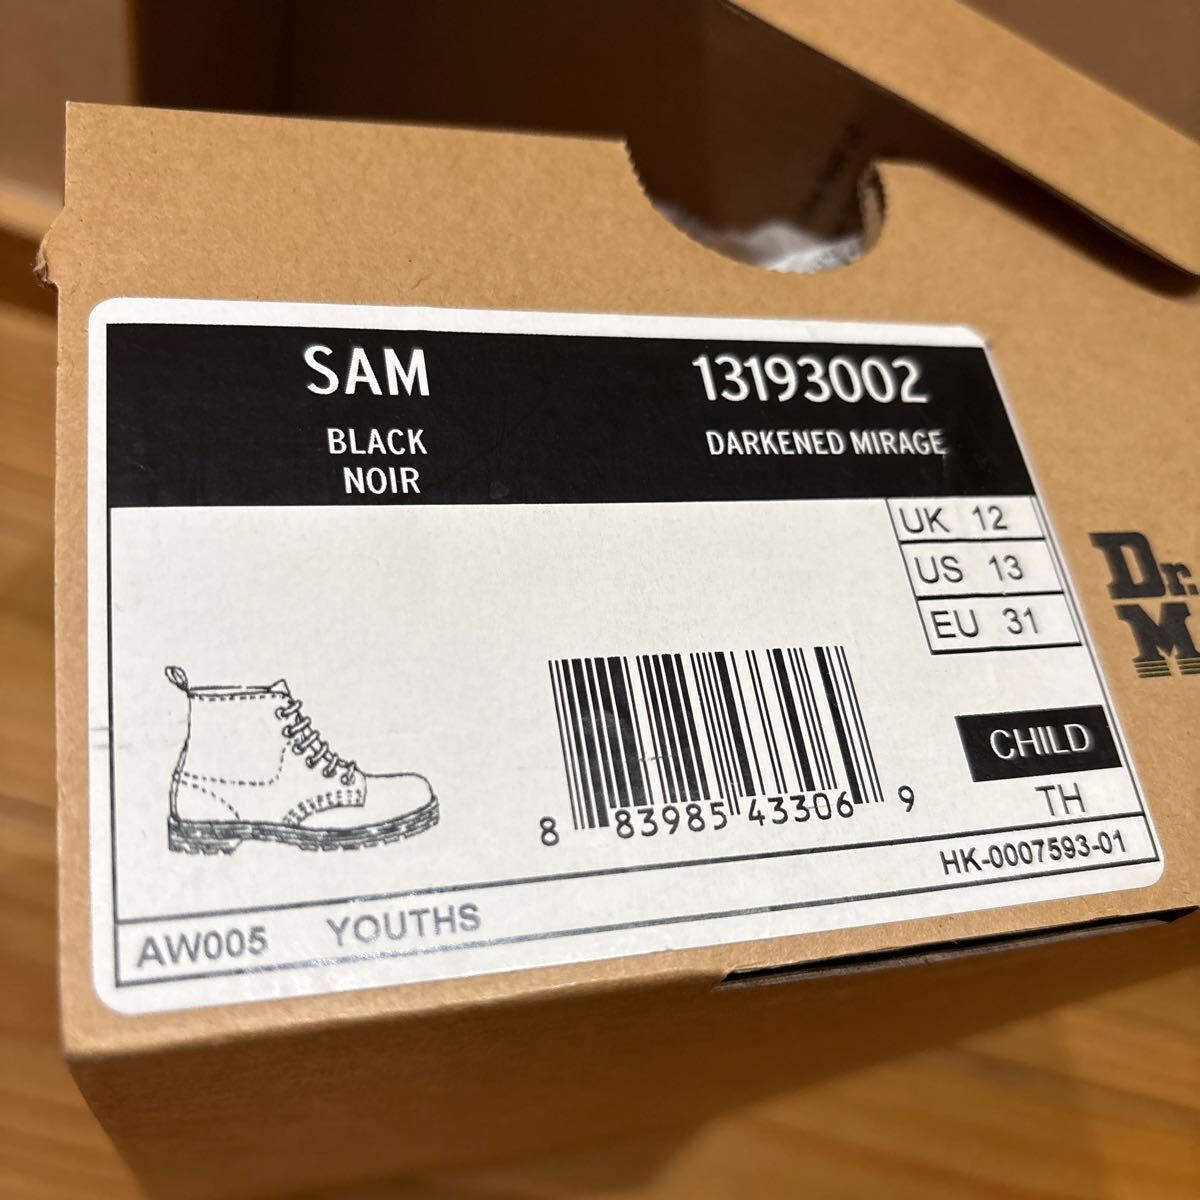 SAM
BLACK
NOIR
13193002
DARKENED MIRAGE
UK 12
US 13
EU 31
Dr.
M
CHILD
TH
8 83985 43306 9
HK-0007593-01
AW005 YOUTHS